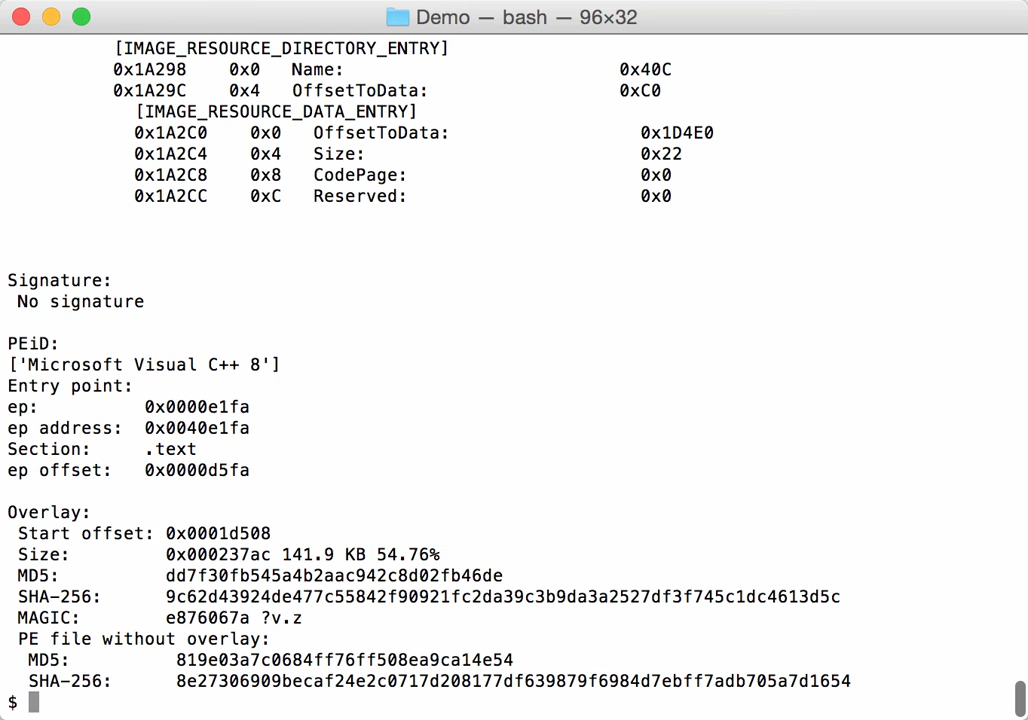 Demo — bash — 96×32
[IMAGE_RESOURCE_DIRECTORY_ENTRY]
0x1A298 0x0 Name: 0x40C
0x1A29C 0x4 OffsetToData: 0xC0
[IMAGE_RESOURCE_DATA_ENTRY]
0x1A2C0 0x0 OffsetToData: 0x1D4E0
0x1A2C4 0x4 Size: 0x22
0x1A2C8 0x8 CodePage: 0x0
0x1A2CC 0xC Reserved: 0x0
Signature:
No signature
PEiD:
['Microsoft Visual C++ 8']
Entry point:
ep: 0x0000e1fa
ep address: 0x0040e1fa
Section: .text
ep offset: 0x0000d5fa
Overlay:
Start offset: 0x0001d508
Size: 0x000237ac 141.9 KB 54.76%
MD5: dd7f30fb545a4b2aac942c8d02fb46de
SHA-256: 9c62d43924de477c55842f90921fc2da39c3b9da3a2527df3f745c1dc4613d5c
MAGIC: e876067a ?v.z
PE file without overlay:
MD5: 819e03a7c0684ff76ff508ea9ca14e54
SHA-256: 8e27306909becaf24e2c0717d208177df639879f6984d7ebff7adb705a7d1654
$